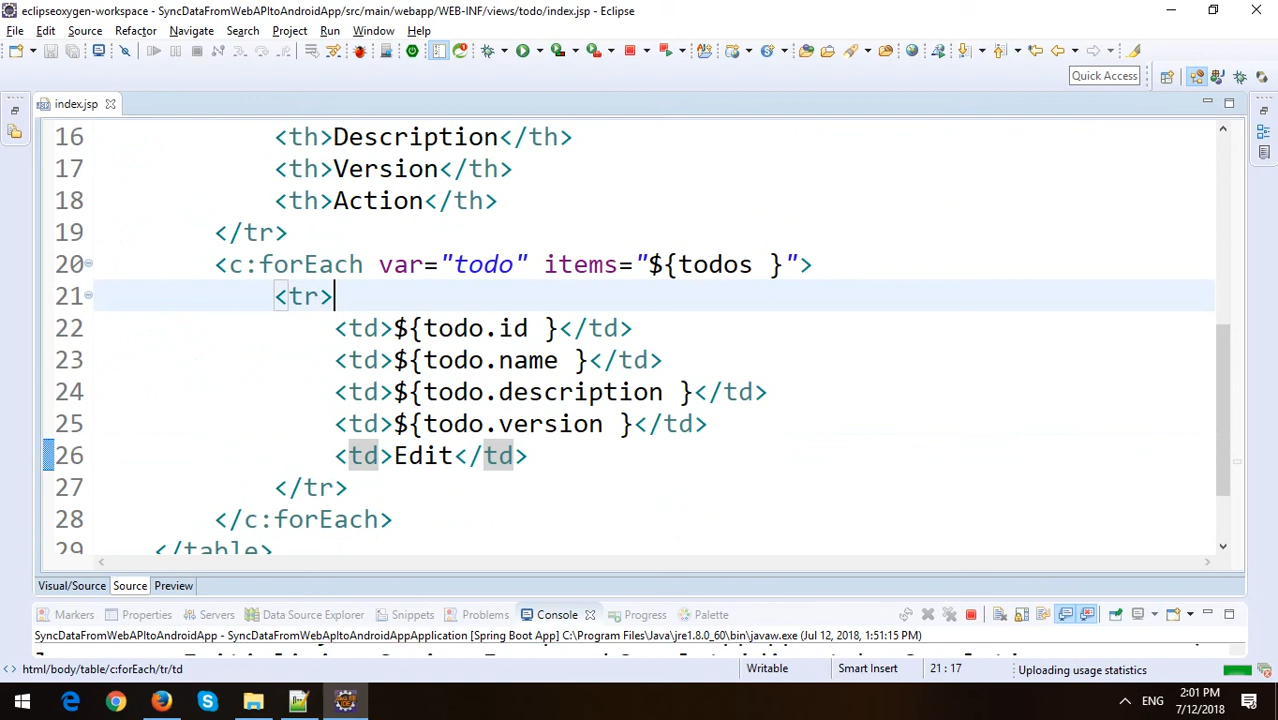 eclipseoxygen-workspace - SyncDataFromWebAPItoAndroidApp/src/main/webapp/WEB-INF/views/todo/index.jsp - Eclipse
File Edit Source Refactor Navigate Search Project Run Window Help
Quick Access
index.jsp
16 <th>Description</th>
17 <th>Version</th>
18 <th>Action</th>
19 </tr>
20 <c:forEach var="todo" items="${todos }">
21 <tr>
22 <td>${todo.id }</td>
23 <td>${todo.name }</td>
24 <td>${todo.description }</td>
25 <td>${todo.version }</td>
26 <td>Edit</td>
27 </tr>
28 </c:forEach>
29 </table>
Visual/Source Source Preview
Markers Properties Servers Data Source Explorer Snippets Problems Console Progress Palette
SyncDataFromWebAPItoAndroidApp - SyncDataFromWebAPItoAndroidAppApplication [Spring Boot App] C:\Program Files\Java\jre1.8.0_60\bin\javaw.exe (Jul 12, 2018, 1:51:15 PM)
html/body/table/c:forEach/tr/td Writable Smart Insert 21 : 17 Uploading usage statistics
ENG 2:01 PM
7/12/2018